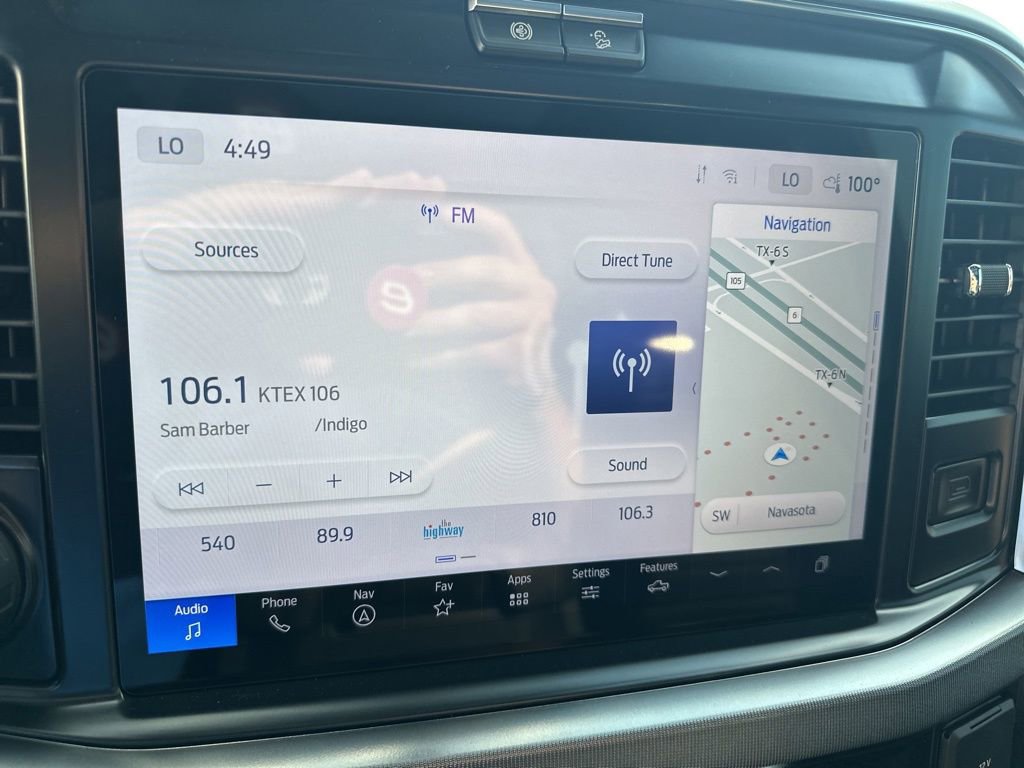 LO 4:49
LO 100°
FM
Navigation
Sources
Direct Tune
TX-6 S
105
6
9
TX-6 N
106.1 KTEX 106
Sam Barber /Indigo
Sound
SW Navasota
540 89.9 the highway 810 106.3
Audio Phone Nav Fav Apps Settings Features
12V